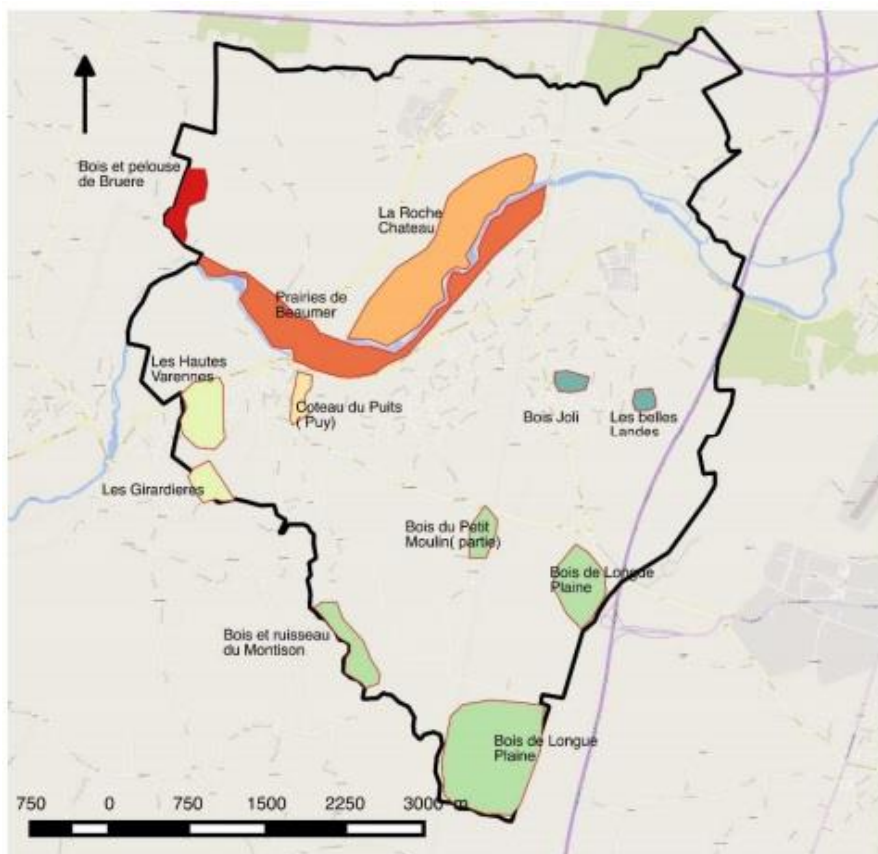 Bois et pelouse
de Bruere
La Roche
Chateau
Prairies de
Beaumer
Les Hautes
Varennes
Coteau du Puits
( Puy)
Bois Joli
Les belles
Landes
Les Girardieres
Bois du Petit
Moulin( partie)
Bois de Longue
Plaine
Bois et ruisseau
du Montison
Bois de Longue
Plaine
750 0 750 1500 2250 3000 m